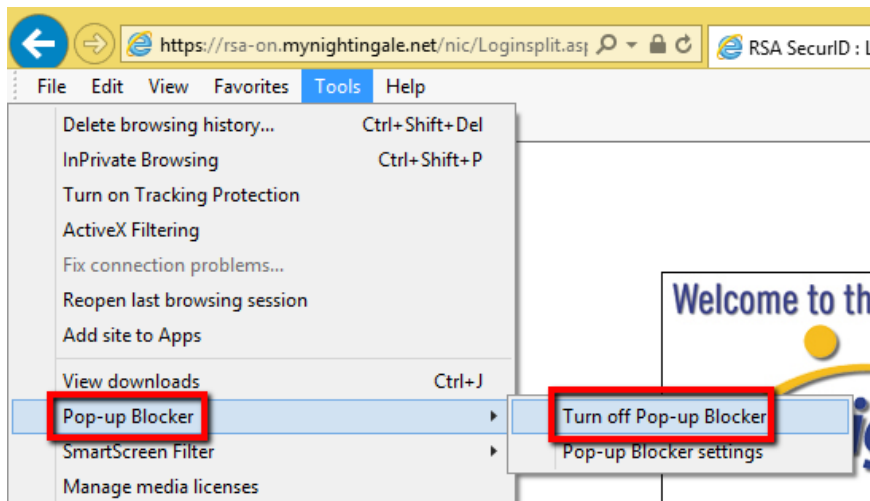 https://rsa-on.mynightingale.net/nic/Loginsplit.as
RSA SecurID :
File Edit View Favorites Tools Help
Delete browsing history... Ctrl+Shift+Del
InPrivate Browsing Ctrl+Shift+P
Turn on Tracking Protection
ActiveX Filtering
Fix connection problems...
Reopen last browsing session
Add site to Apps
Welcome to th
View downloads Ctrl+J
Pop-up Blocker
Turn off Pop-up Blocker
SmartScreen Filter
Pop-up Blocker settings
Manage media licenses